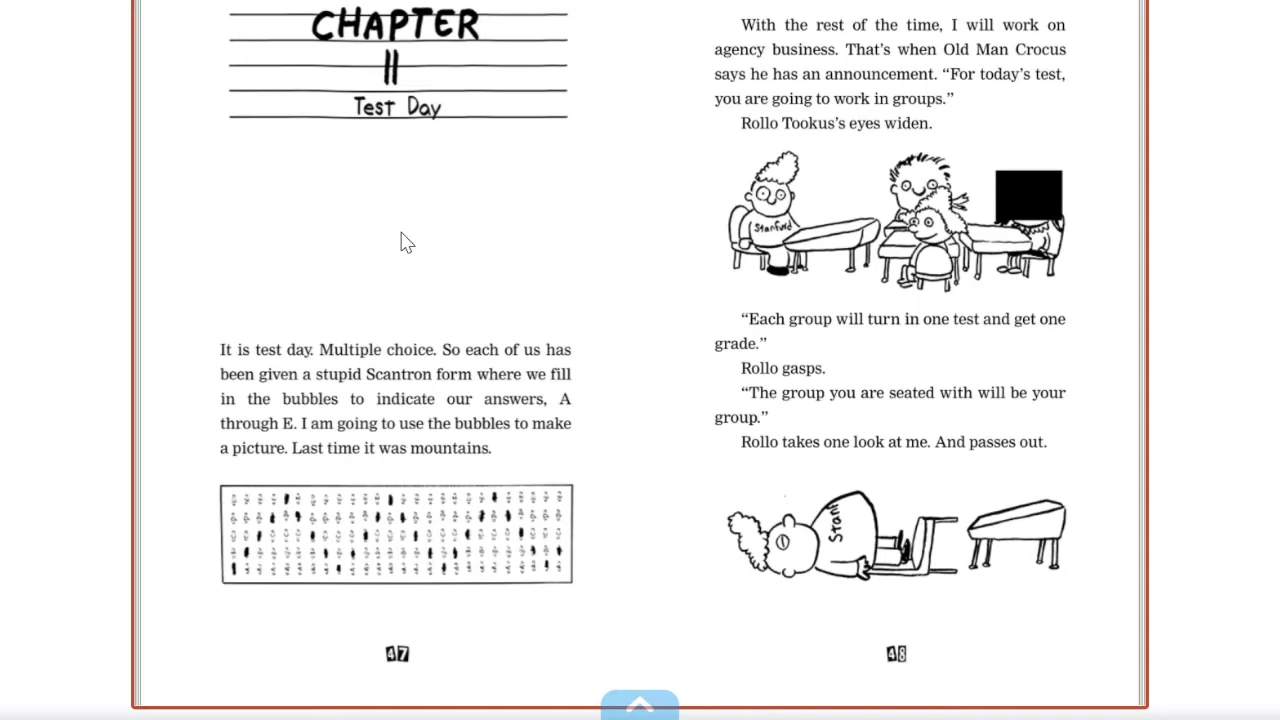 CHAPTER
11
Test Day
It is test day. Multiple choice. So each of us has
been given a stupid Scantron form where we fill
in the bubbles to indicate our answers, A
through E. I am going to use the bubbles to make
a picture. Last time it was mountains.
47
With the rest of the time, I will work on
agency business. That’s when Old Man Crocus
says he has an announcement. “For today’s test,
you are going to work in groups.”
Rollo Tookus’s eyes widen.
Stanfurd
“Each group will turn in one test and get one
grade.”
Rollo gasps.
“The group you are seated with will be your
group.”
Rollo takes one look at me. And passes out.
Stan
48